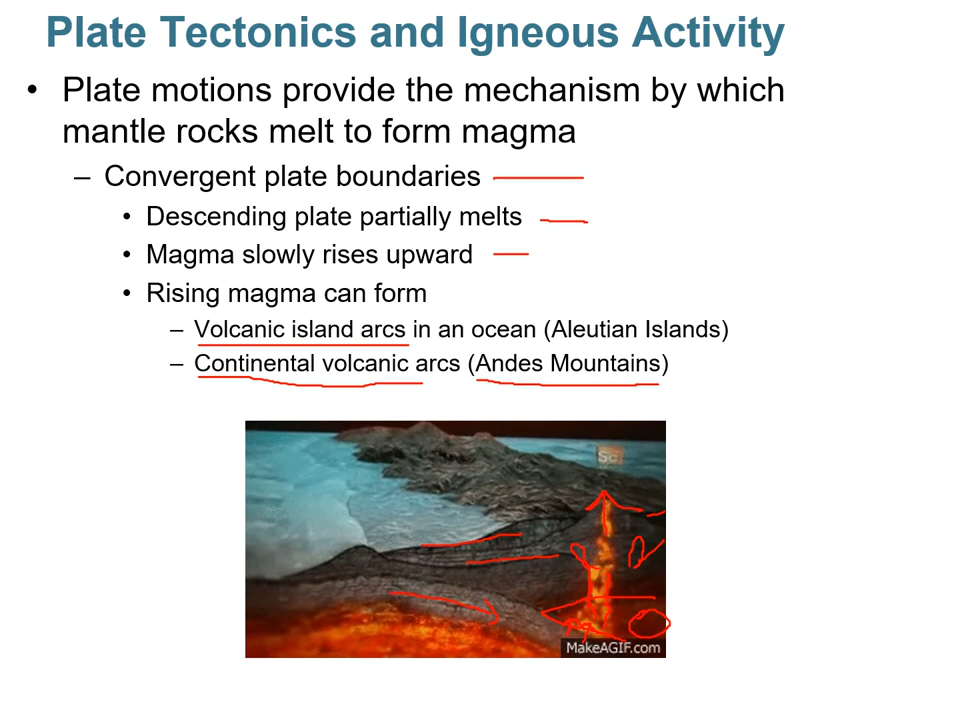 Plate Tectonics and Igneous Activity
• Plate motions provide the mechanism by which
mantle rocks melt to form magma
– Convergent plate boundaries
• Descending plate partially melts
• Magma slowly rises upward
• Rising magma can form
– Volcanic island arcs in an ocean (Aleutian Islands)
– Continental volcanic arcs (Andes Mountains)
Sc
MakeAGIF.com